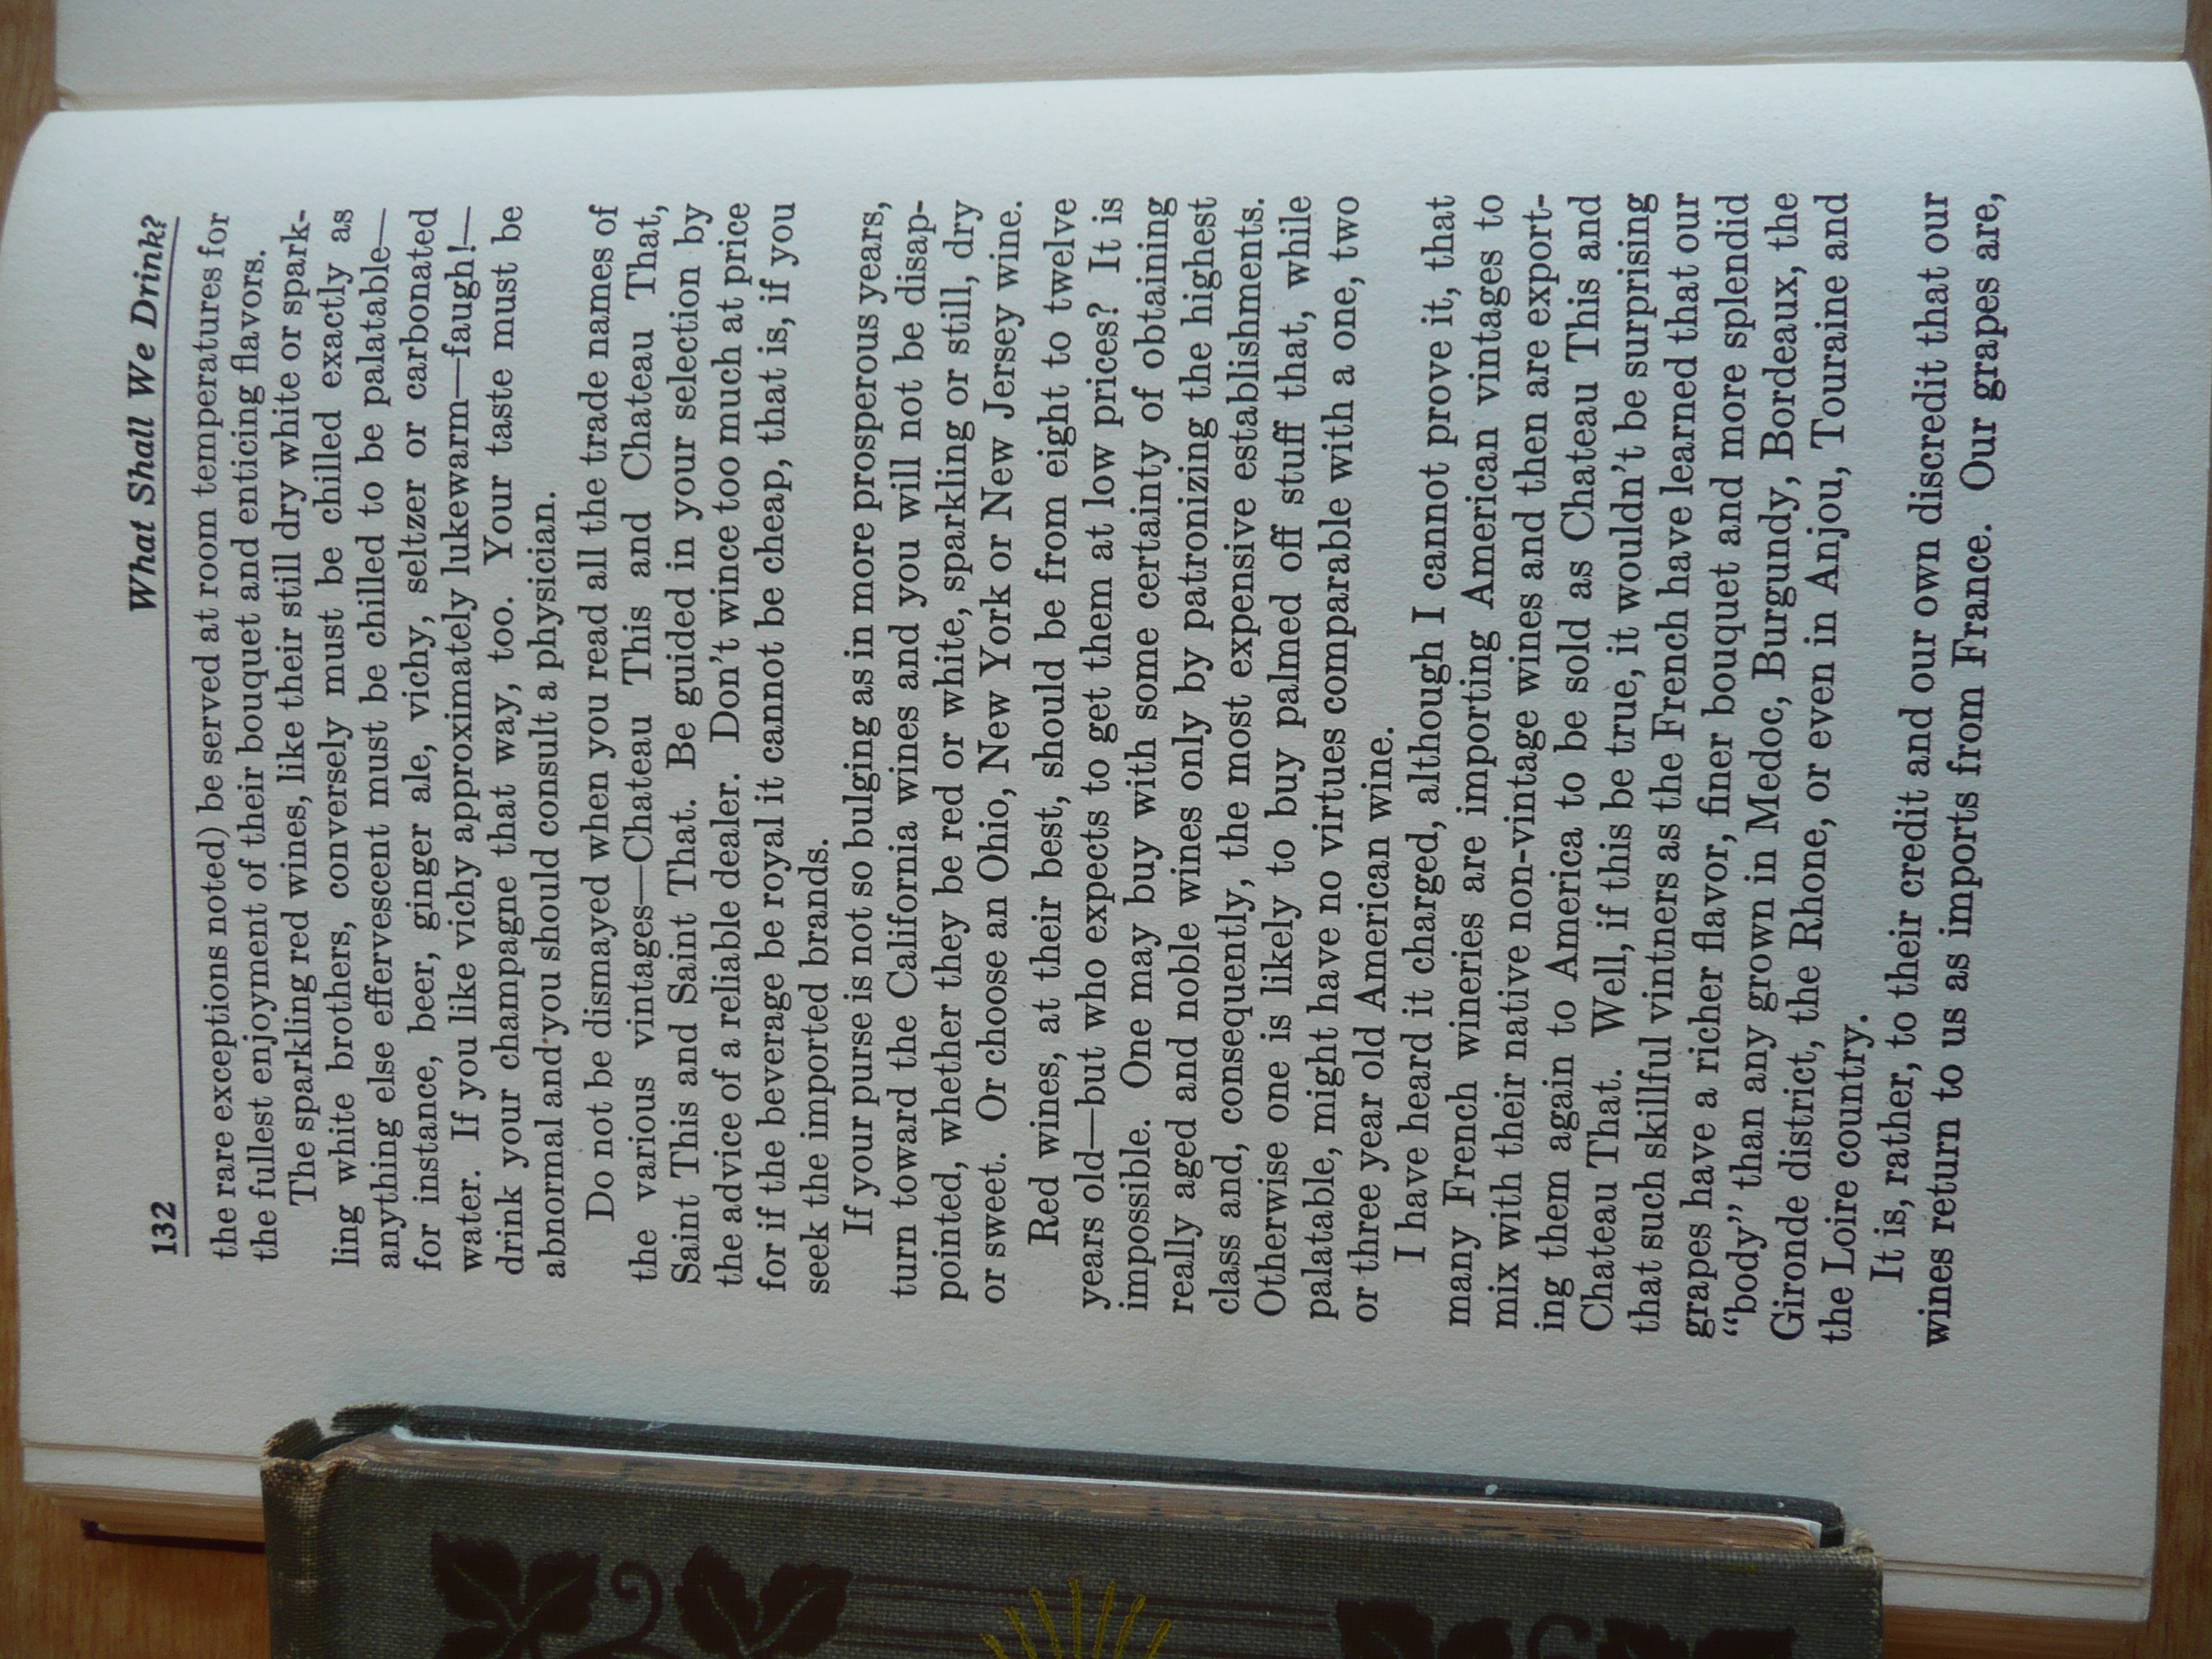 132
What Shall We Drink?
the rare exceptions noted) be served at room temperatures for
the fullest enjoyment of their bouquet and enticing flavors.
The sparkling red wines, like their still dry white or spark-
ling white brothers, conversely must be chilled exactly as
anything else effervescent must be chilled to be palatable—
for instance, beer, ginger ale, vichy, seltzer or carbonated
water. If you like vichy approximately lukewarm—faugh!—
drink your champagne that way, too. Your taste must be
abnormal and you should consult a physician.
Do not be dismayed when you read all the trade names of
the various vintages—Chateau This and Chateau That,
Saint This and Saint That. Be guided in your selection by
the advice of a reliable dealer. Don't wince too much at price
for if the beverage be royal it cannot be cheap, that is, if you
seek the imported brands.
If your purse is not so bulging as in more prosperous years,
turn toward the California wines and you will not be disap-
pointed, whether they be red or white, sparkling or still, dry
or sweet. Or choose an Ohio, New York or New Jersey wine.
Red wines, at their best, should be from eight to twelve
years old—but who expects to get them at low prices? It is
impossible. One may buy with some certainty of obtaining
really aged and noble wines only by patronizing the highest
class and, consequently, the most expensive establishments.
Otherwise one is likely to buy palmed off stuff that, while
palatable, might have no virtues comparable with a one, two
or three year old American wine.
I have heard it charged, although I cannot prove it, that
many French wineries are importing American vintages to
mix with their native non-vintage wines and then are export-
ing them again to America to be sold as Chateau This and
Chateau That. Well, if this be true, it wouldn't be surprising
that such skillful vintners as the French have learned that our
grapes have a richer flavor, finer bouquet and more splendid
“body” than any grown in Medoc, Burgundy, Bordeaux, the
Gironde district, the Rhone, or even in Anjou, Touraine and
the Loire country.
It is, rather, to their credit and our own discredit that our
wines return to us as imports from France. Our grapes are,